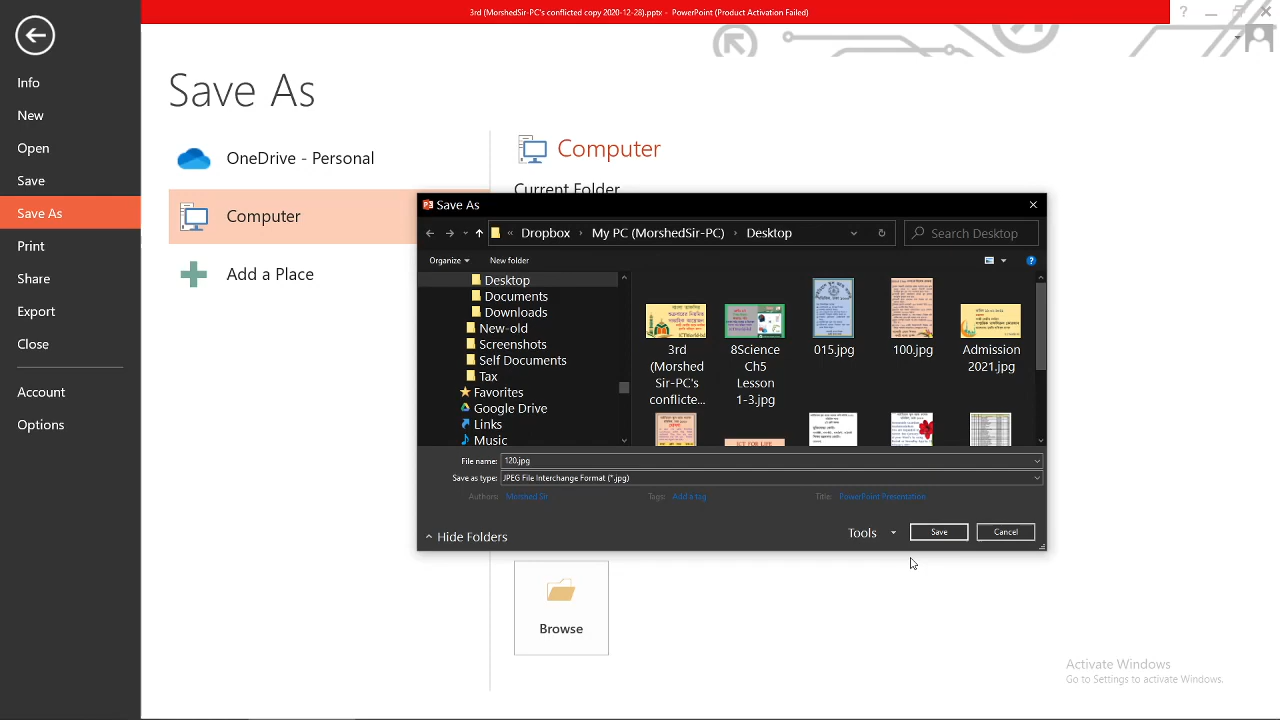 3rd (MorshedSir-PC's conflicted copy 2020-12-28).pptx - PowerPoint (Product Activation Failed)
?
Info
New
Open
Save
Save As
Print
Share
Export
Close
Account
Options
Save As
OneDrive - Personal
Computer
Add a Place
Computer
Current Folder
Save As
« Dropbox › My PC (MorshedSir-PC) › Desktop
Search Desktop
Organize
New folder
Desktop
Documents
Downloads
New-old
Screenshots
Self Documents
Tax
Favorites
Google Drive
Links
Music
3rd
(Morshed
Sir-PC's
conflicte...
8Science
Ch5
Lesson
1-3.jpg
015.jpg
100.jpg
Admission
2021.jpg
ICT FOR LIFE
File name: 120.jpg
Save as type: JPEG File Interchange Format (*.jpg)
Authors: Morshed Sir
Tags: Add a tag
Title: PowerPoint Presentation
Hide Folders
Tools
Save
Cancel
Browse
Activate Windows
Go to Settings to activate Windows.